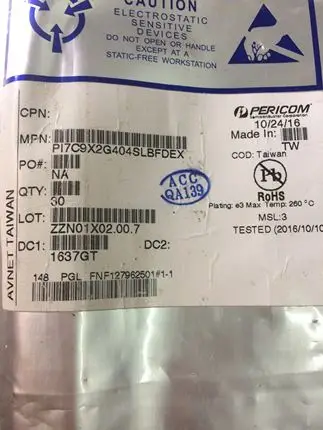 CAUTION
ELECTROSTATIC
SENSITIVE
DEVICES
DO NOT OPEN OR HANDLE
EXCEPT AT A
STATIC-FREE WORKSTATION
CPN:
PERICOM
10/24/16
MPN:
PI7C9X2G404SLBFDEX
Made In:
TW
PO#:
NA
COD: Taiwan
QTY:
30
ACC
QA139
Pb
RoHS
Plating: e3 Max Temp: 260 °C
LOT:
ZZN01X02.00.7
MSL:3
TESTED (2016/10/10
DC1:
1637GT
DC2:
148 PGL FNF127962501#1-1
AVNET TAIWAN